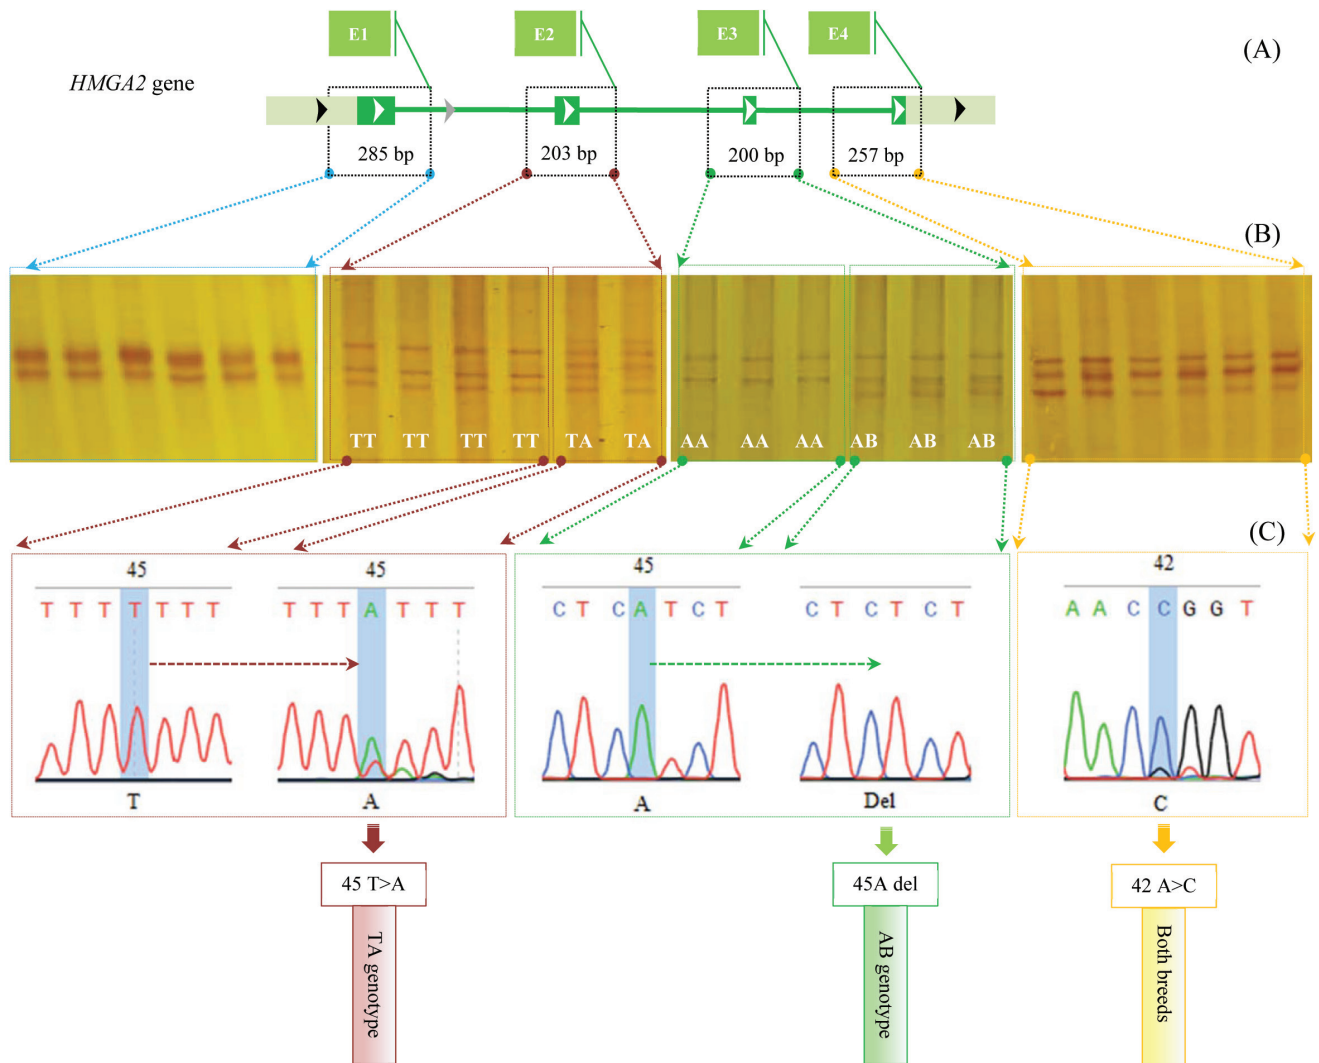 E1 E2 E3 E4
(A)
HMGA2 gene
285 bp 203 bp 200 bp 257 bp
(B)
TT TT TT TT TA TA AA AA AA AB AB AB
(C)
45 45 45 42
T T T T T T T T T T A T T T C T C A T C T C T C T C T A A C C G G T
T A A Del C
45 T>A 45A del 42 A>C
TA genotype
AB genotype
Both breeds